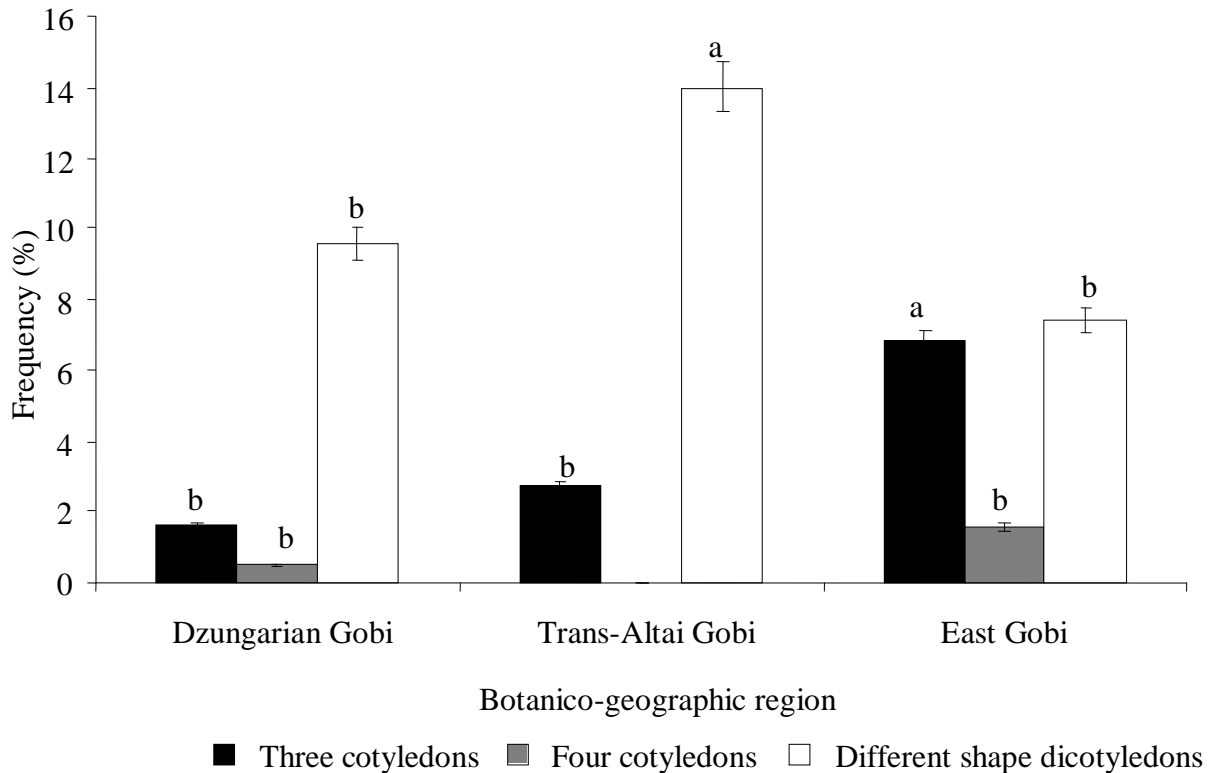 16
14
12
10
8
6
4
2
0
Frequency (%)
b
b
b
b
a
a
b
b
Dzungarian Gobi
Trans-Altai Gobi
East Gobi
Botanico-geographic region
Three cotyledons
Four cotyledons
Different shape dicotyledons